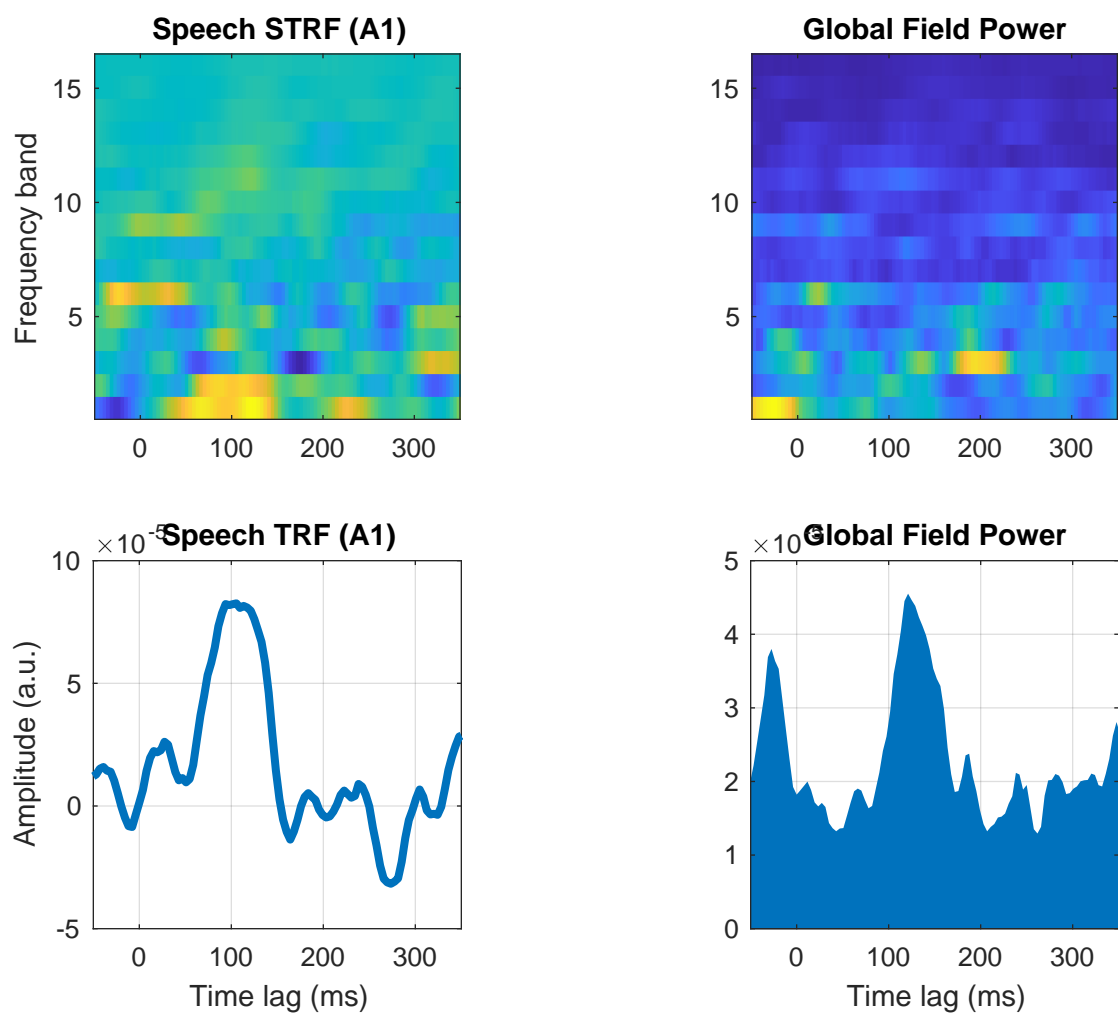 Speech STRF (A1)
Global Field Power
Frequency band
15
10
5
0 100 200 300
15
10
5
0 100 200 300
×10^-5
Speech TRF (A1)
Global Field Power
×10
Amplitude (a.u.)
10
5
0
-5
0 100 200 300
Time lag (ms)
5
4
3
2
1
0
0 100 200 300
Time lag (ms)